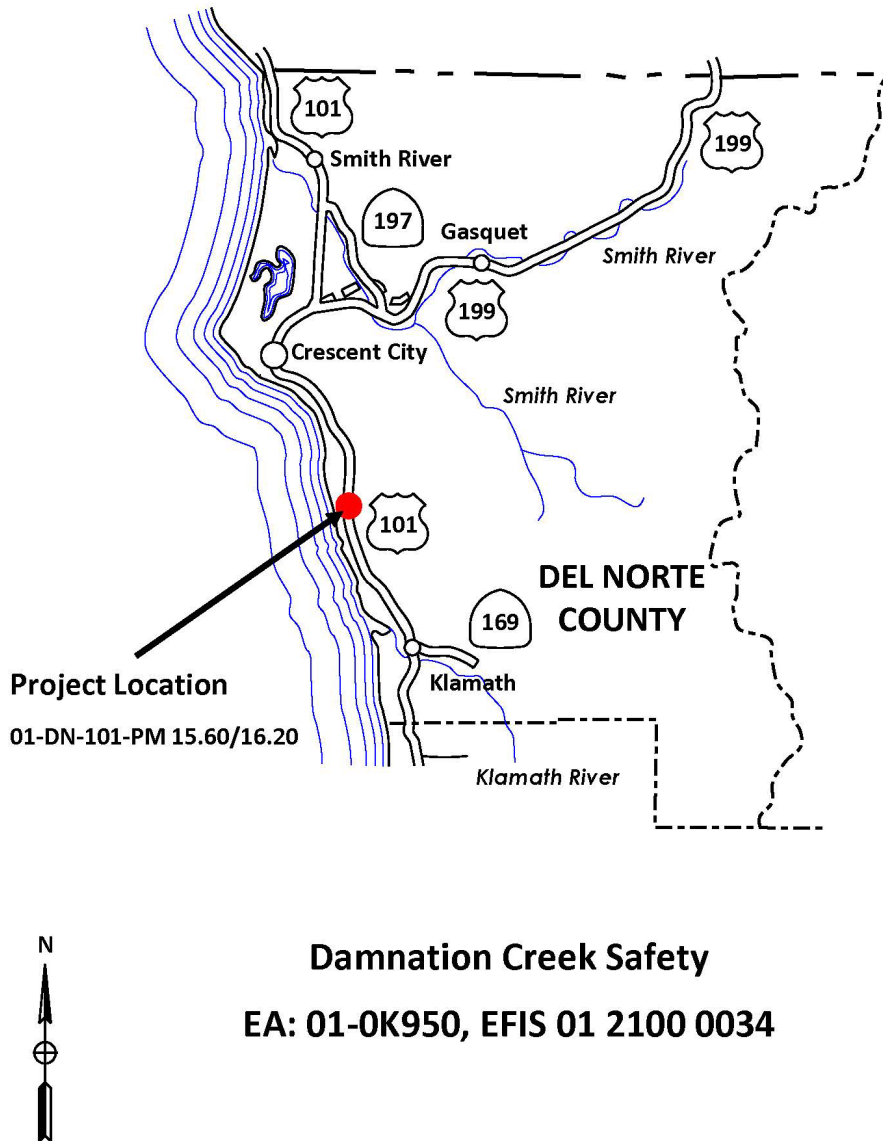 101
Smith River
199
197
Gasquet
Smith River
199
Crescent City
Smith River
101
DEL NORTE
COUNTY
169
Project Location
Klamath
01-DN-101-PM 15.60/16.20
Klamath River
N
Damnation Creek Safety
EA: 01-0K950, EFIS 01 2100 0034